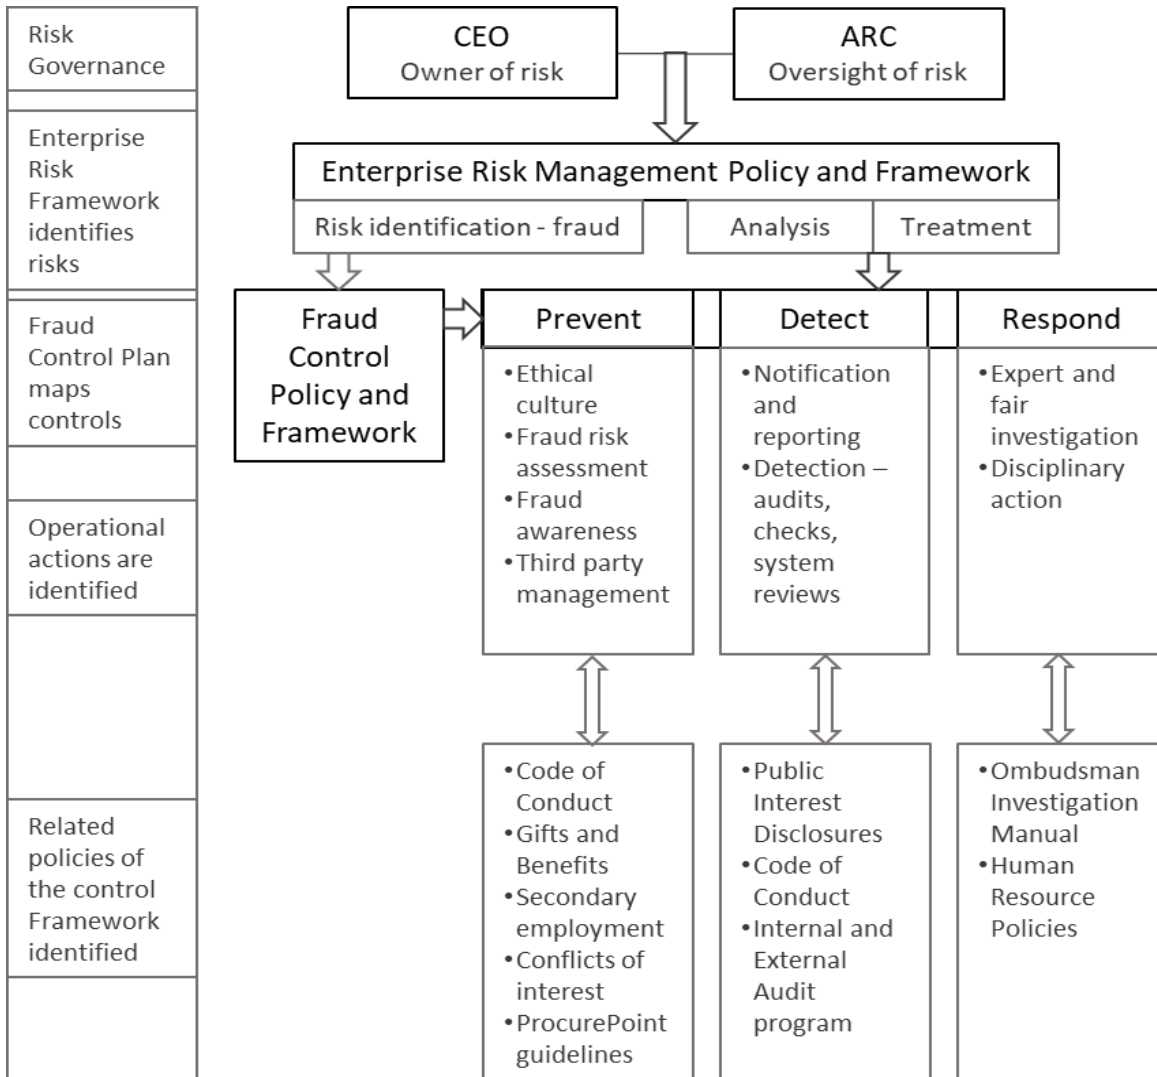 Risk
Governance
Enterprise
Risk
Framework
identifies
risks
Fraud
Control Plan
maps
controls
Operational
actions are
identified
Related
policies of
the control
Framework
identified
CEO
Owner of risk
ARC
Oversight of risk
Enterprise Risk Management Policy and Framework
Risk identification - fraud
Analysis
Treatment
Fraud
Control
Policy and
Framework
Prevent
•Ethical
culture
•Fraud risk
assessment
•Fraud
awareness
•Third party
management
Detect
•Notification
and
reporting
•Detection –
audits,
checks,
system
reviews
Respond
•Expert and
fair
investigation
•Disciplinary
action
•Code of
Conduct
•Gifts and
Benefits
•Secondary
employment
•Conflicts of
interest
•ProcurePoint
guidelines
•Public
Interest
Disclosures
•Code of
Conduct
•Internal and
External
Audit
program
•Ombudsman
Investigation
Manual
•Human
Resource
Policies